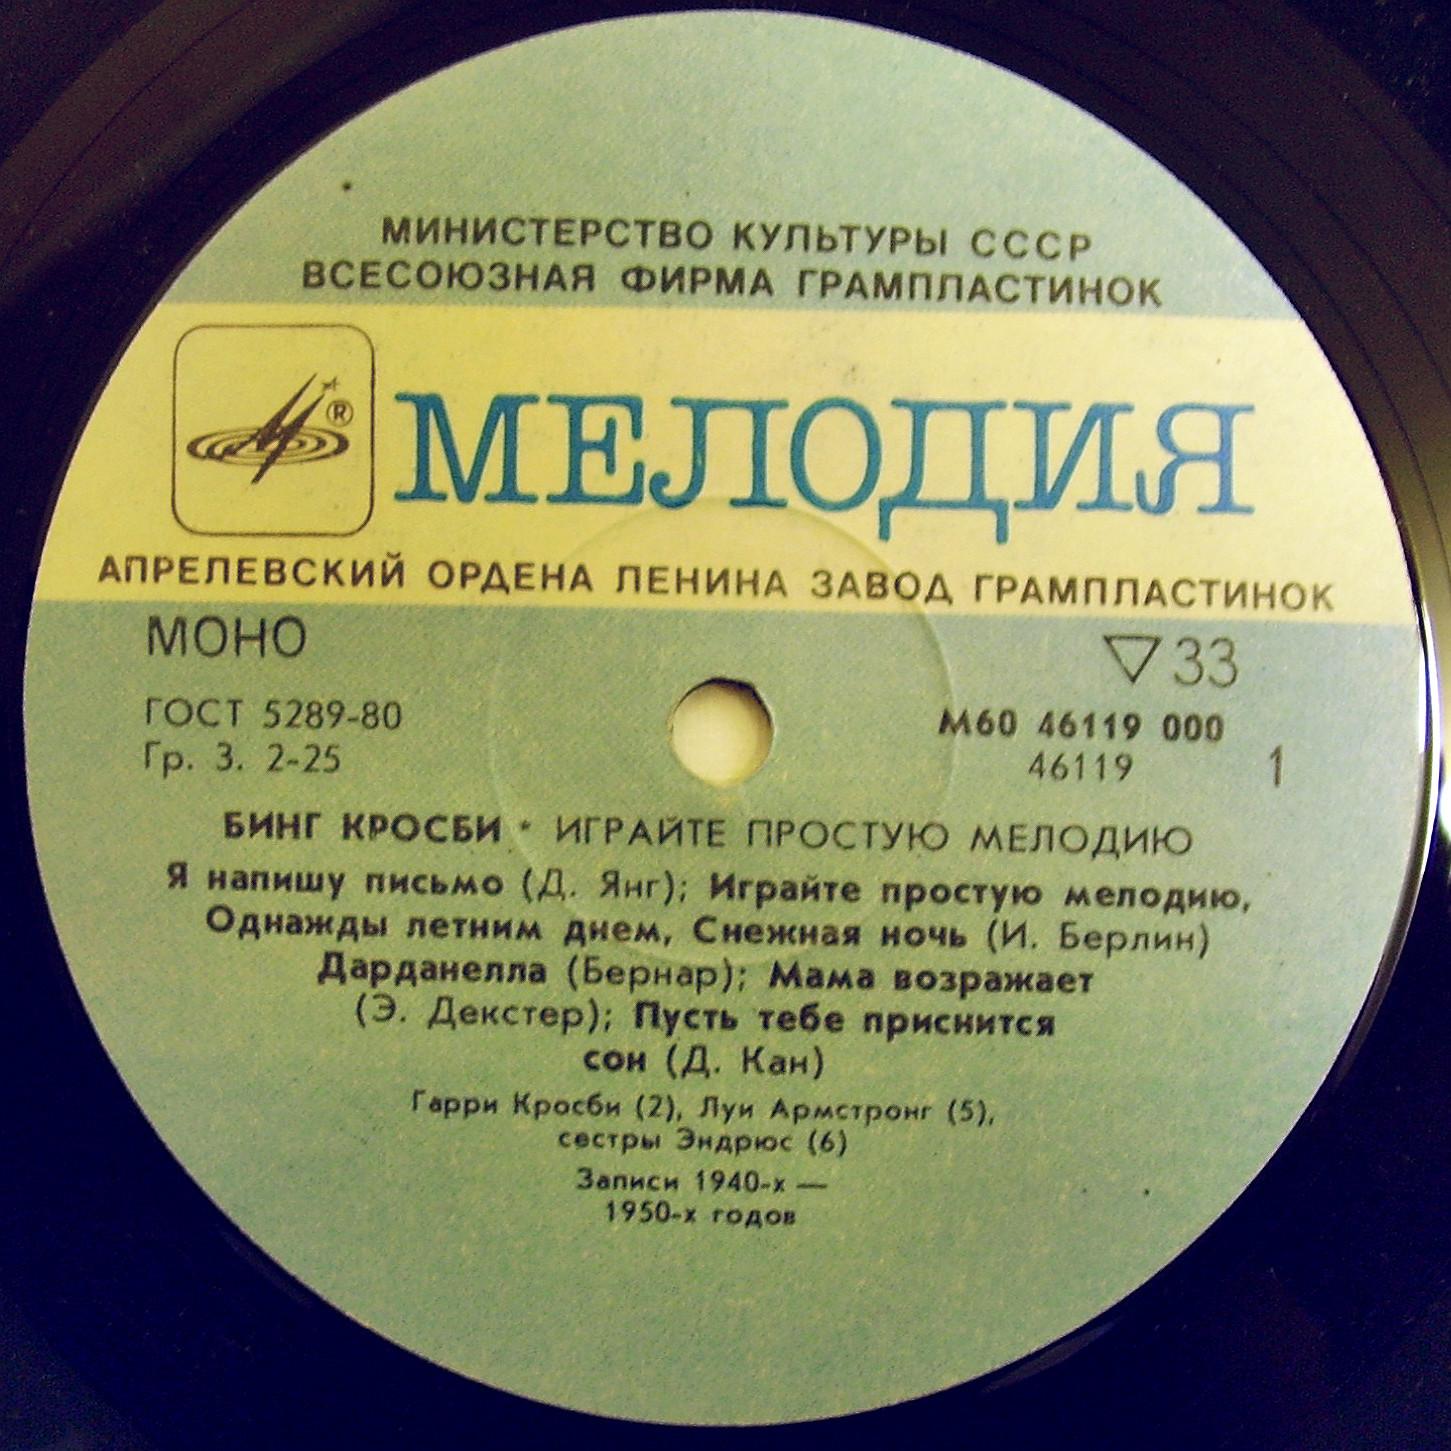 МИНИСТЕРСТВО КУЛЬТУРЫ СССР
ВСЕСОЮЗНАЯ ФИРМА ГРАМПЛАСТИНОК
®
МЕЛОДИЯ
АПРЕЛЕВСКИЙ ОРДЕНА ЛЕНИНА ЗАВОД ГРАМПЛАСТИНОК
МОНО
▽33
ГОСТ 5289-80
М60 46119 000
Гр. 3. 2-25
46119
1
БИНГ КРОСБИ • ИГРАЙТЕ ПРОСТУЮ МЕЛОДИЮ
Я напишу письмо (Д. Янг); Играйте простую мелодию,
Однажды летним днем, Снежная ночь (И. Берлин)
Дарданелла (Бернар); Мама возражает
(Э. Декстер); Пусть тебе приснится
сон (Д. Кан)
Гарри Кросби (2), Луи Армстронг (5),
сестры Эндрюс (6)
Записи 1940-х —
1950-х годов